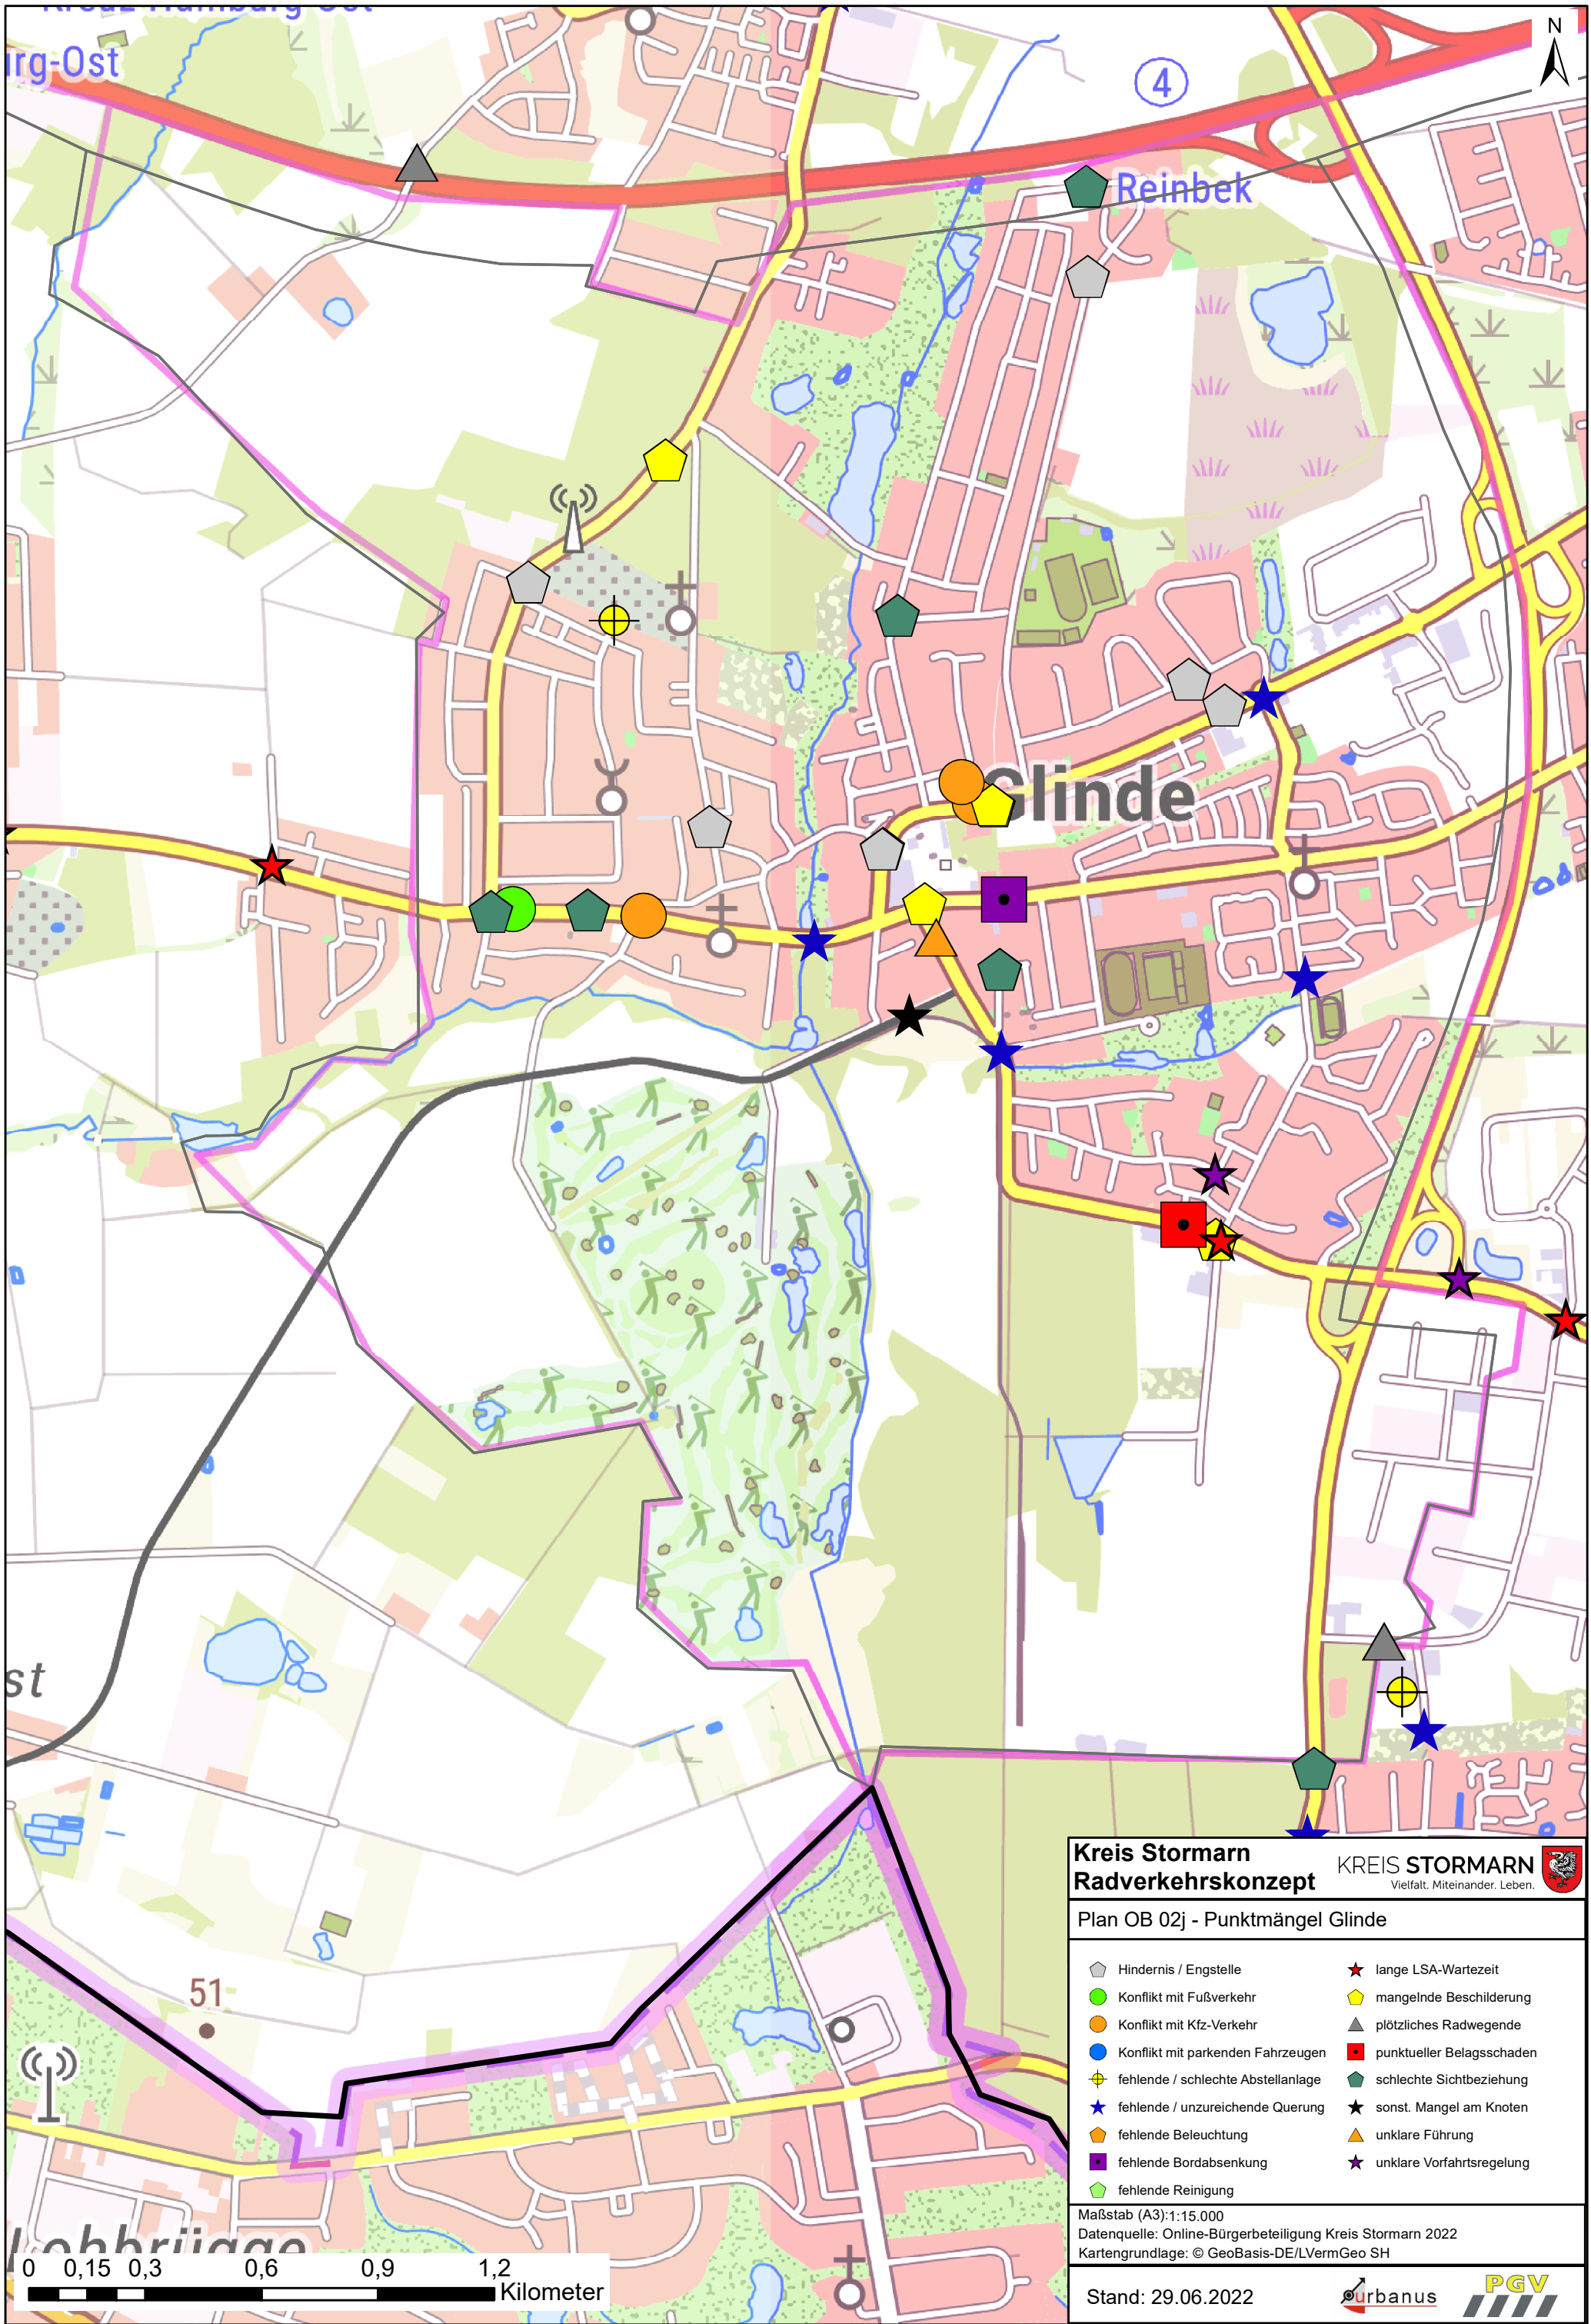 Kreuz Hamburg-Ost
urg-Ost
4
N
Reinbek
Glinde
st
51
Lohbrügge
0 0,15 0,3 0,6 0,9 1,2
Kilometer
Kreis Stormarn
Radverkehrskonzept
KREIS STORMARN
Vielfalt. Miteinander. Leben.
Plan OB 02j - Punktmängel Glinde
Hindernis / Engstelle
Konflikt mit Fußverkehr
Konflikt mit Kfz-Verkehr
Konflikt mit parkenden Fahrzeugen
fehlende / schlechte Abstellanlage
fehlende / unzureichende Querung
fehlende Beleuchtung
fehlende Bordabsenkung
fehlende Reinigung
lange LSA-Wartezeit
mangelnde Beschilderung
plötzliches Radwegende
punktueller Belagsschaden
schlechte Sichtbeziehung
sonst. Mangel am Knoten
unklare Führung
unklare Vorfahrtsregelung
Maßstab (A3):1:15.000
Datenquelle: Online-Bürgerbeteiligung Kreis Stormarn 2022
Kartengrundlage: © GeoBasis-DE/LVermGeo SH
Stand: 29.06.2022
urbanus
PGV